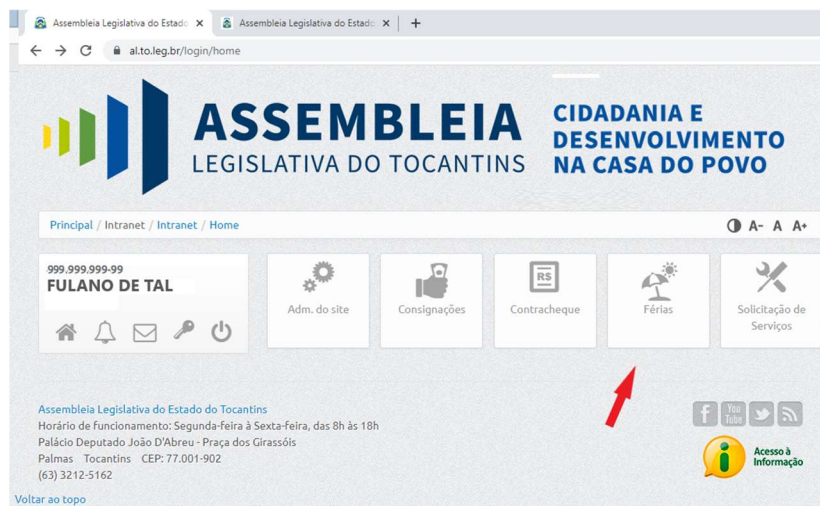 Assembleia Legislativa do Estado
Assembleia Legislativa do Estado
al.to.leg.br/login/home
ASSEMBLEIA
LEGISLATIVA DO TOCANTINS
CIDADANIA E
DESENVOLVIMENTO
NA CASA DO POVO
Principal / Intranet / Intranet / Home
A- A A+
999.999.999-99
FULANO DE TAL
Adm. do site
Consignações
R$
Contracheque
Férias
Solicitação de
Serviços
Assembleia Legislativa do Estado do Tocantins
Horário de funcionamento: Segunda-feira à Sexta-feira, das 8h às 18h
Palácio Deputado João D'Abreu - Praça dos Girassóis
Palmas Tocantins CEP: 77.001-902
(63) 3212-5162
f
You
Tube
i
Acesso à
Informação
Voltar ao topo